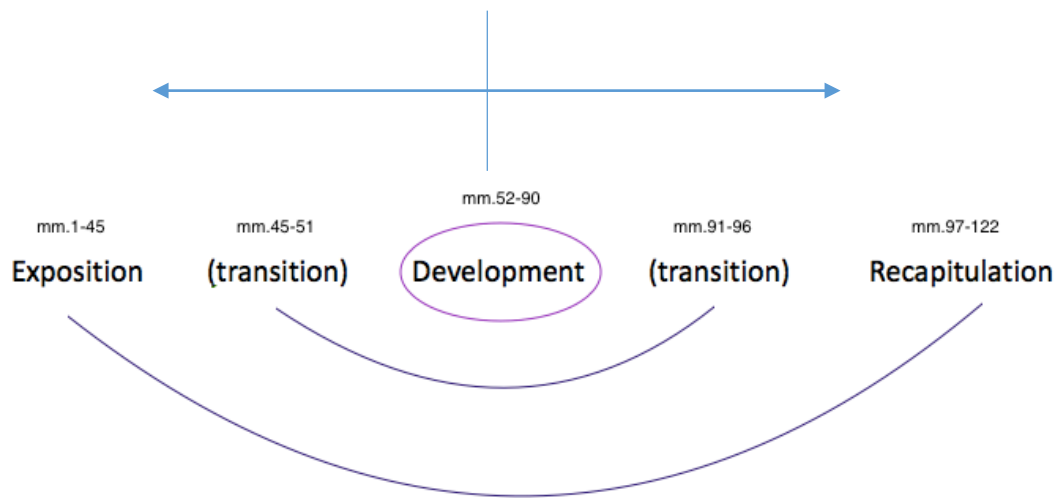 mm.52-90
mm.1-45
mm.45-51
mm.91-96
mm.97-122
Exposition
(transition)
Development
(transition)
Recapitulation